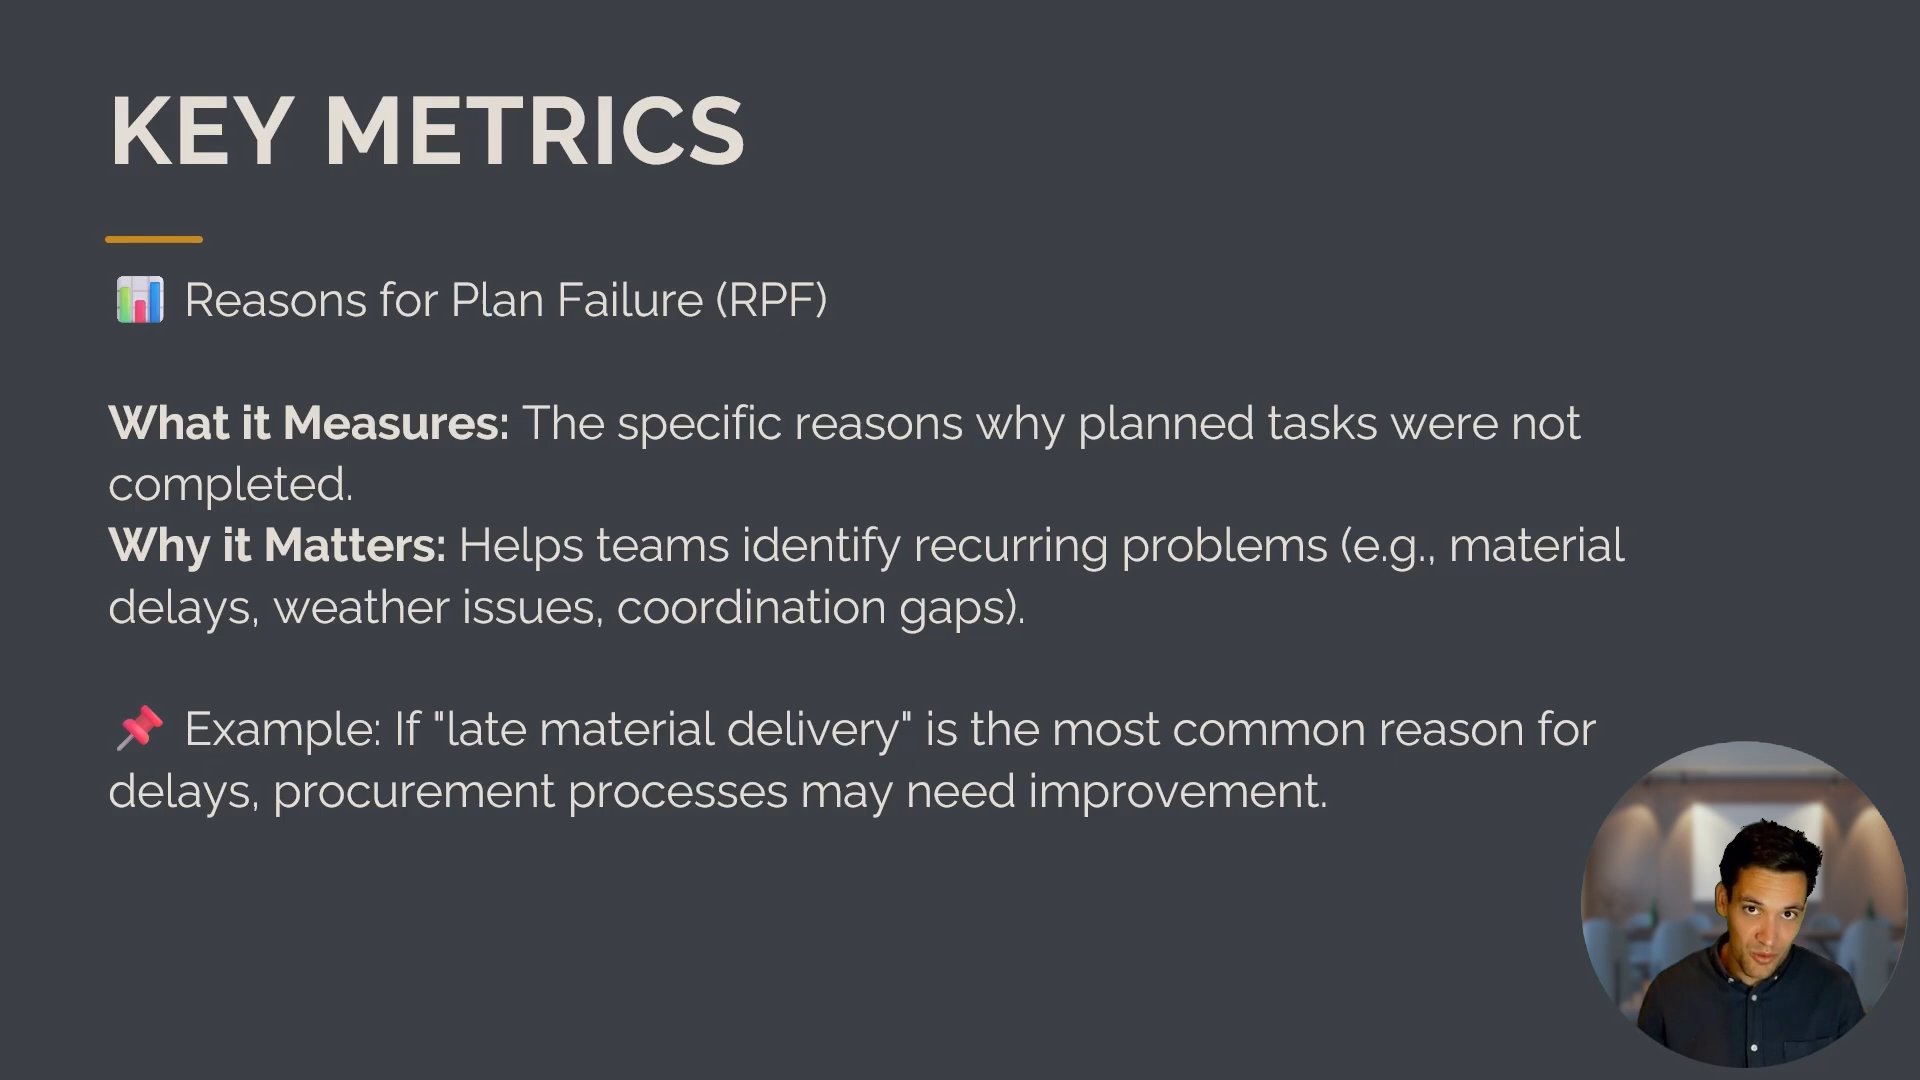 KEY METRICS
📊 Reasons for Plan Failure (RPF)
What it Measures: The specific reasons why planned tasks were not
completed.
Why it Matters: Helps teams identify recurring problems (e.g., material
delays, weather issues, coordination gaps).
📌 Example: If "late material delivery" is the most common reason for
delays, procurement processes may need improvement.